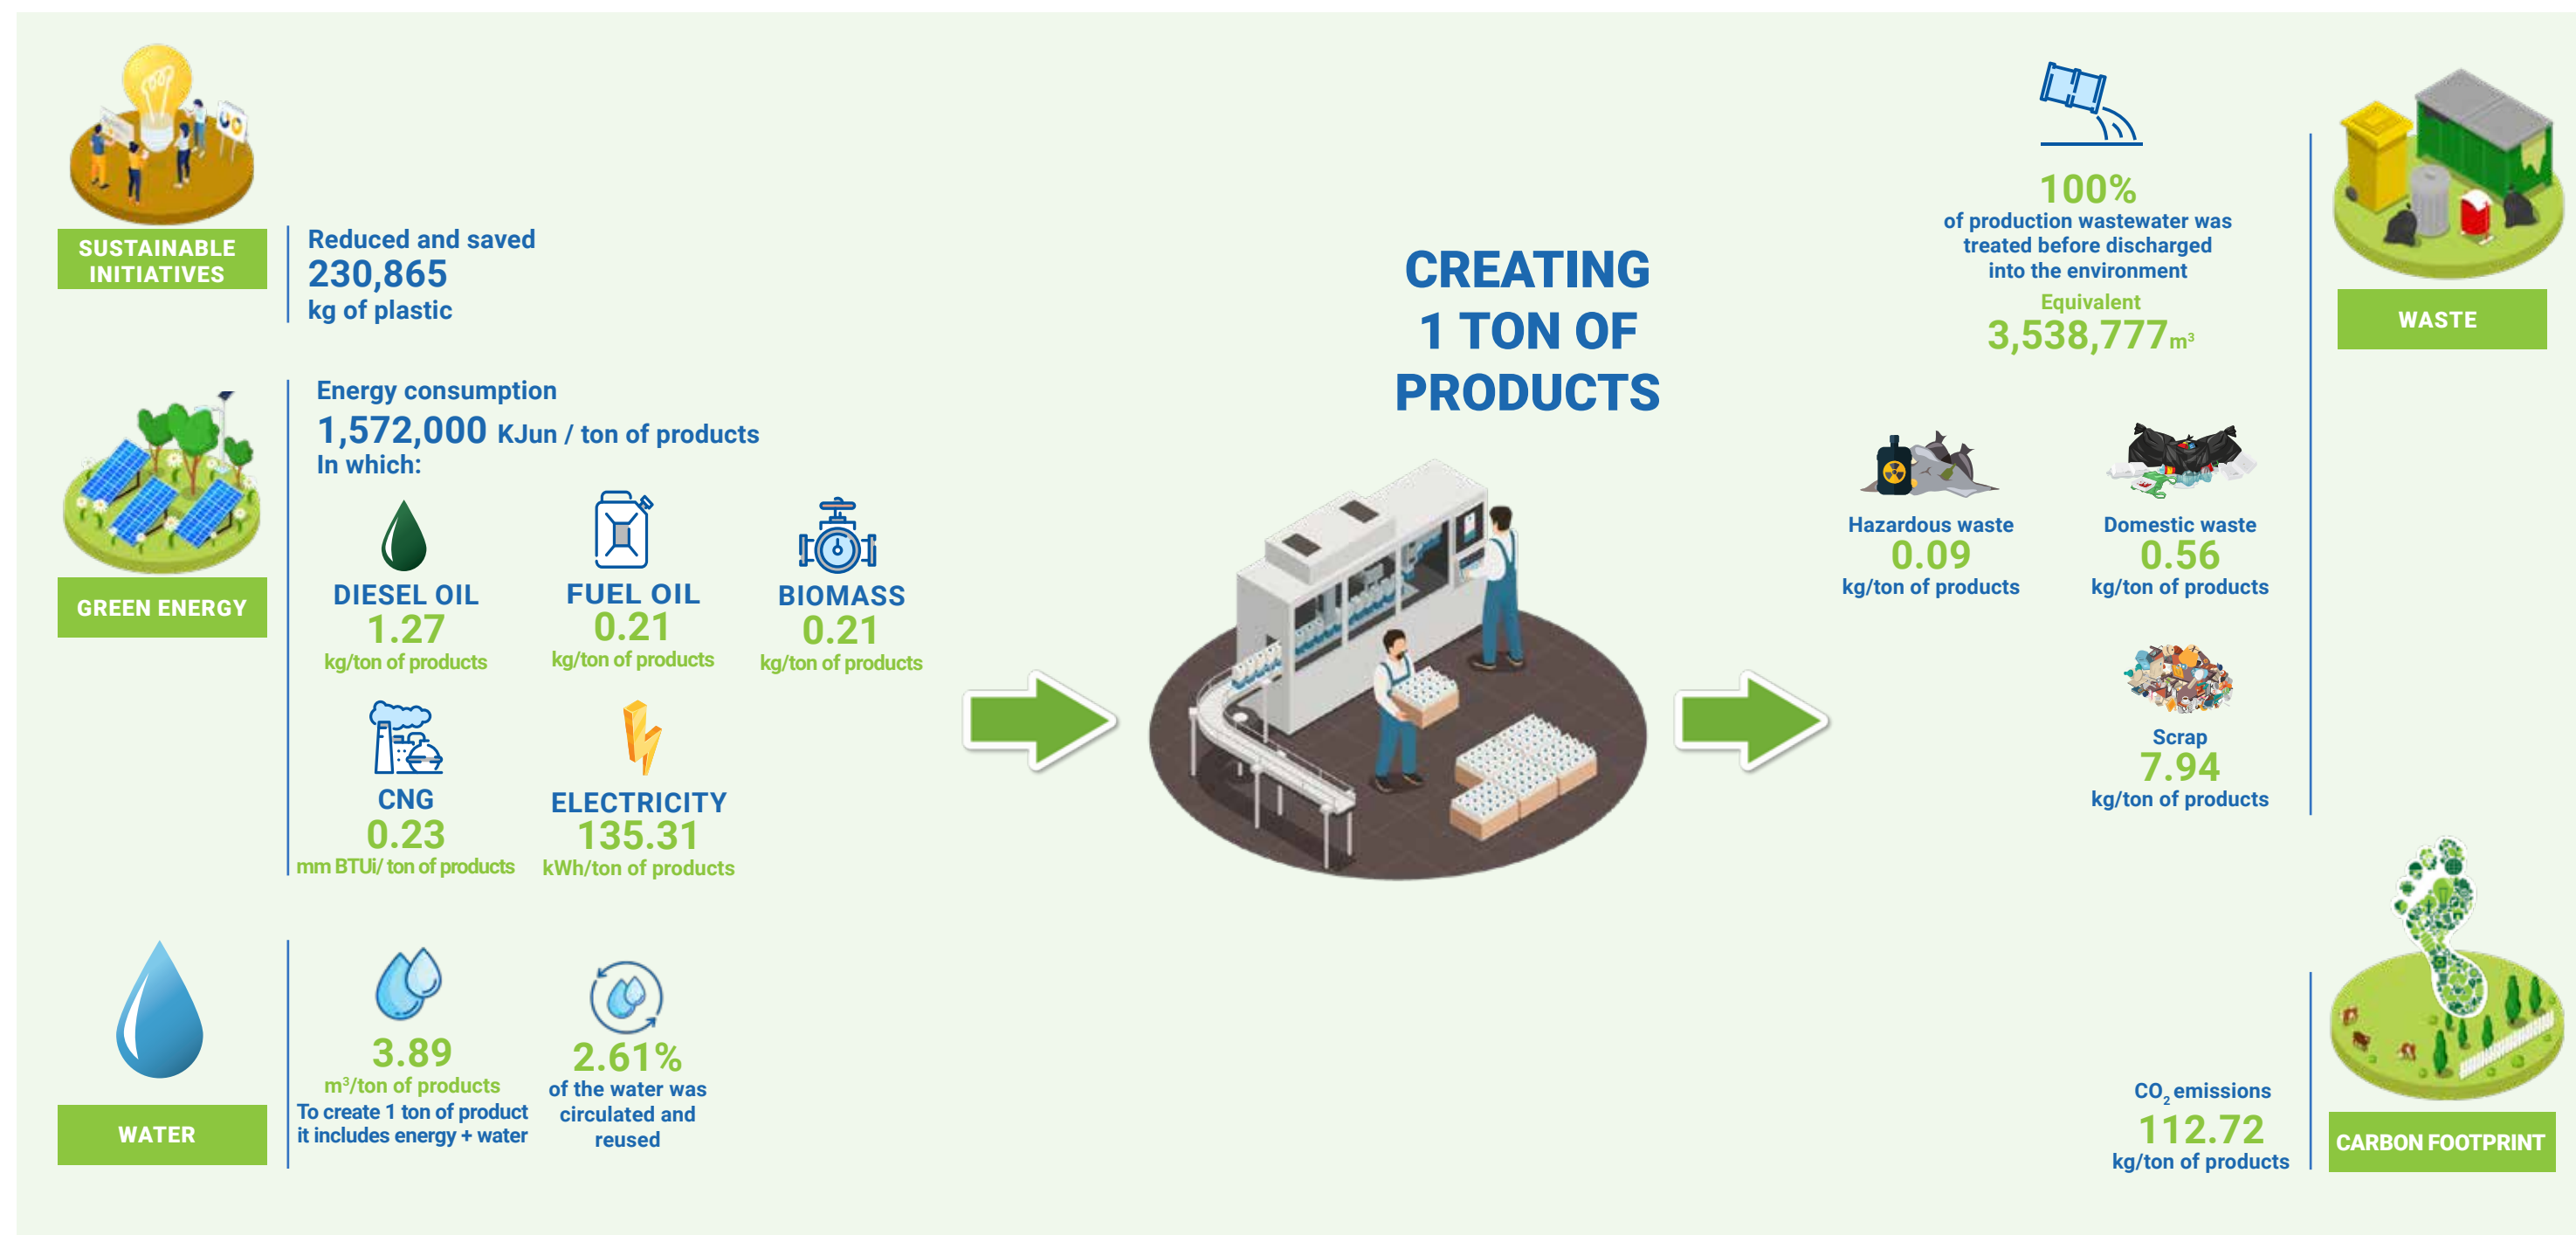 SUSTAINABLE
INITIATIVES
Reduced and saved
230,865
kg of plastic
GREEN ENERGY
Energy consumption
1,572,000 KJun / ton of products
In which:
DIESEL OIL
1.27
kg/ton of products
FUEL OIL
0.21
kg/ton of products
BIOMASS
0.21
kg/ton of products
CNG
0.23
mm BTUi/ ton of products
ELECTRICITY
135.31
kWh/ton of products
WATER
3.89
m³/ton of products
To create 1 ton of product
it includes energy + water
2.61%
of the water was
circulated and
reused
CREATING
1 TON OF
PRODUCTS
100%
of production wastewater was
treated before discharged
into the environment
Equivalent
3,538,777 m³
WASTE
Hazardous waste
0.09
kg/ton of products
Domestic waste
0.56
kg/ton of products
Scrap
7.94
kg/ton of products
CO₂ emissions
112.72
kg/ton of products
CARBON FOOTPRINT